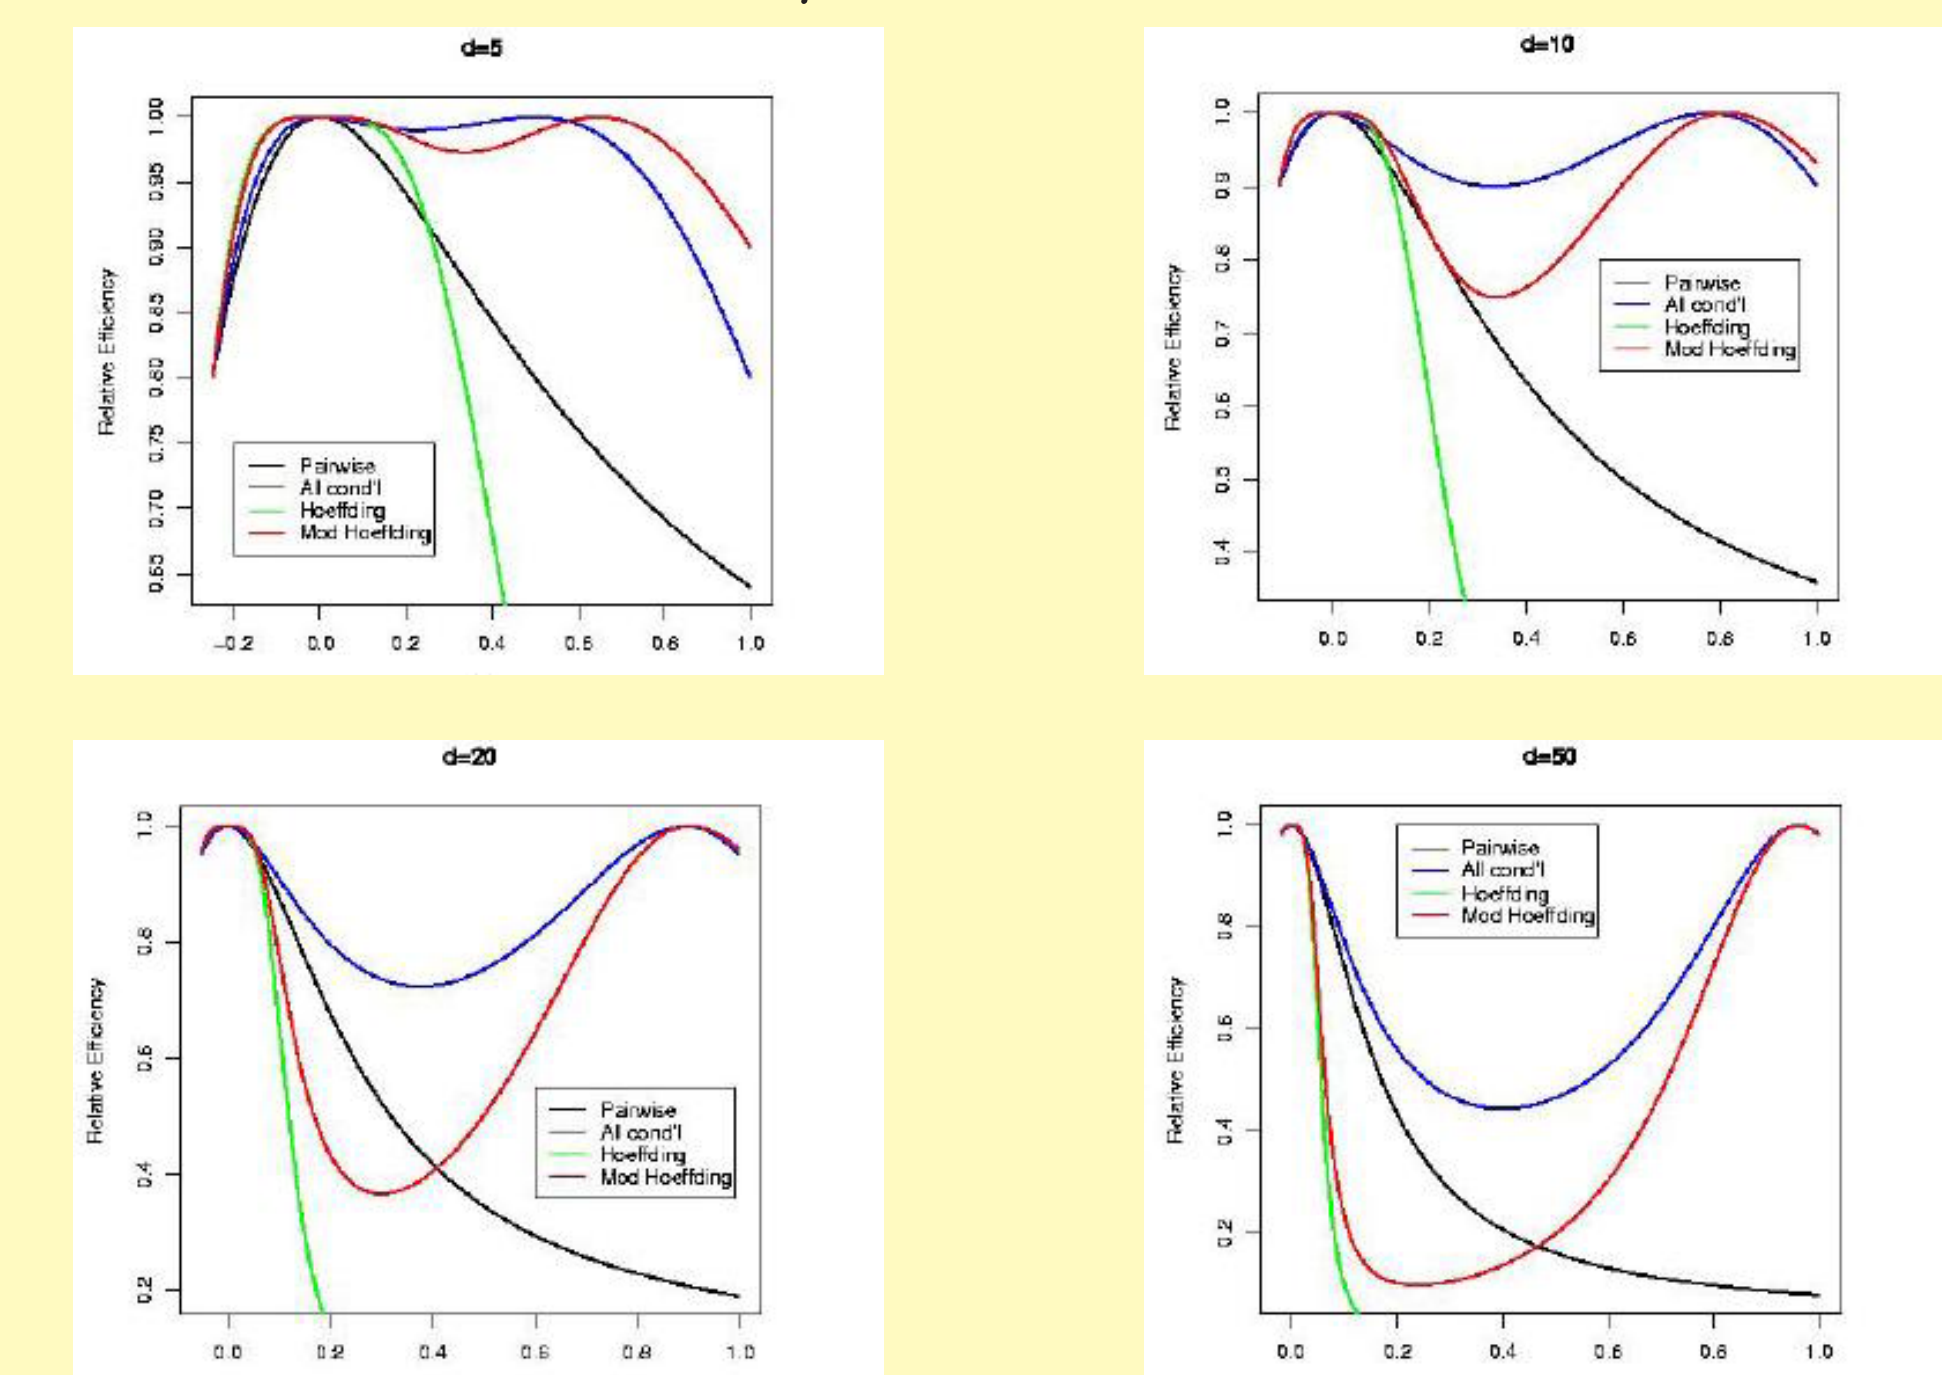 d=5
Relative Efficiency
0.65 0.70 0.75 0.80 0.85 0.90 0.95 1.00
Pairwise
All cond'l
Hoeffding
Mod Hoeffding
−0.2 0.0 0.2 0.4 0.6 0.8 1.0
d=10
Relative Efficiency
0.4 0.5 0.6 0.7 0.8 0.9 1.0
Pairwise
All cond'l
Hoeffding
Mod Hoeffding
0.0 0.2 0.4 0.6 0.8 1.0
d=20
Relative Efficiency
0.2 0.4 0.6 0.8 1.0
Pairwise
All cond'l
Hoeffding
Mod Hoeffding
0.0 0.2 0.4 0.6 0.8 1.0
d=50
Relative Efficiency
0.2 0.4 0.6 0.8 1.0
Pairwise
All cond'l
Hoeffding
Mod Hoeffding
0.0 0.2 0.4 0.6 0.8 1.0